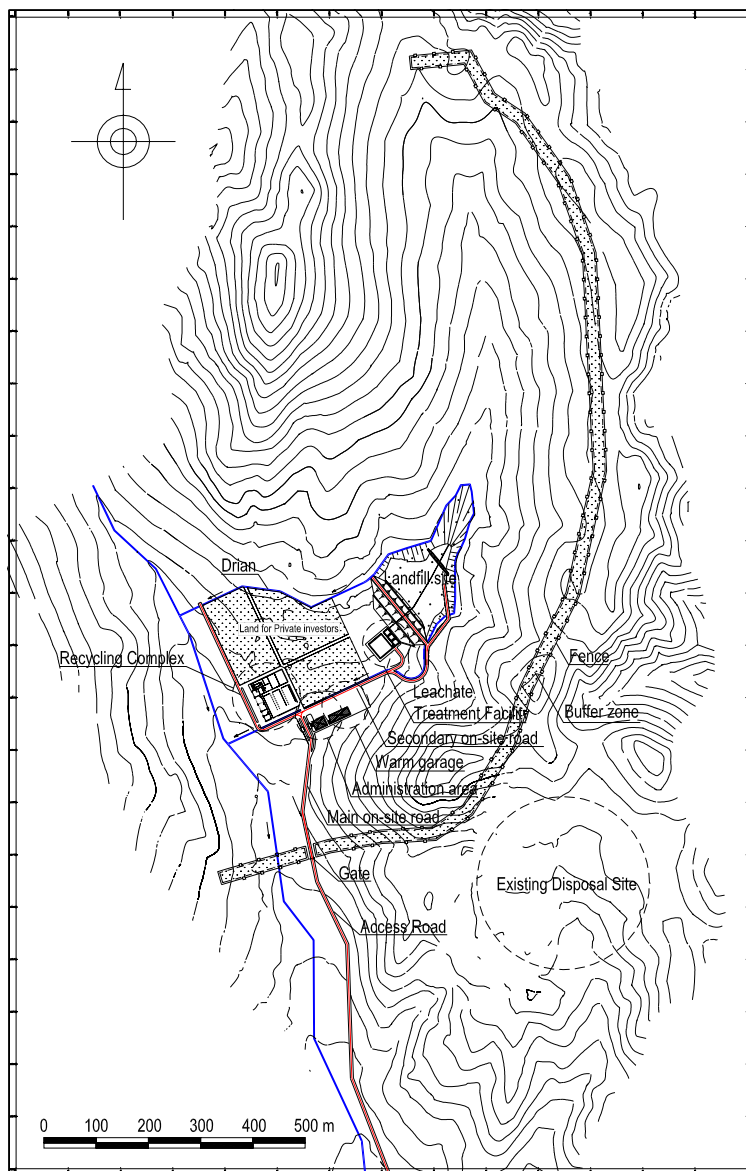 Drian
Landfill site
Land for Private investors
Recycling Complex
Fence
Leachate
Treatment Facility
Buffer zone
Secondary on-site road
Warm garage
Administration area
Main on-site road
Gate
Existing Disposal Site
Access Road
0 100 200 300 400 500 m